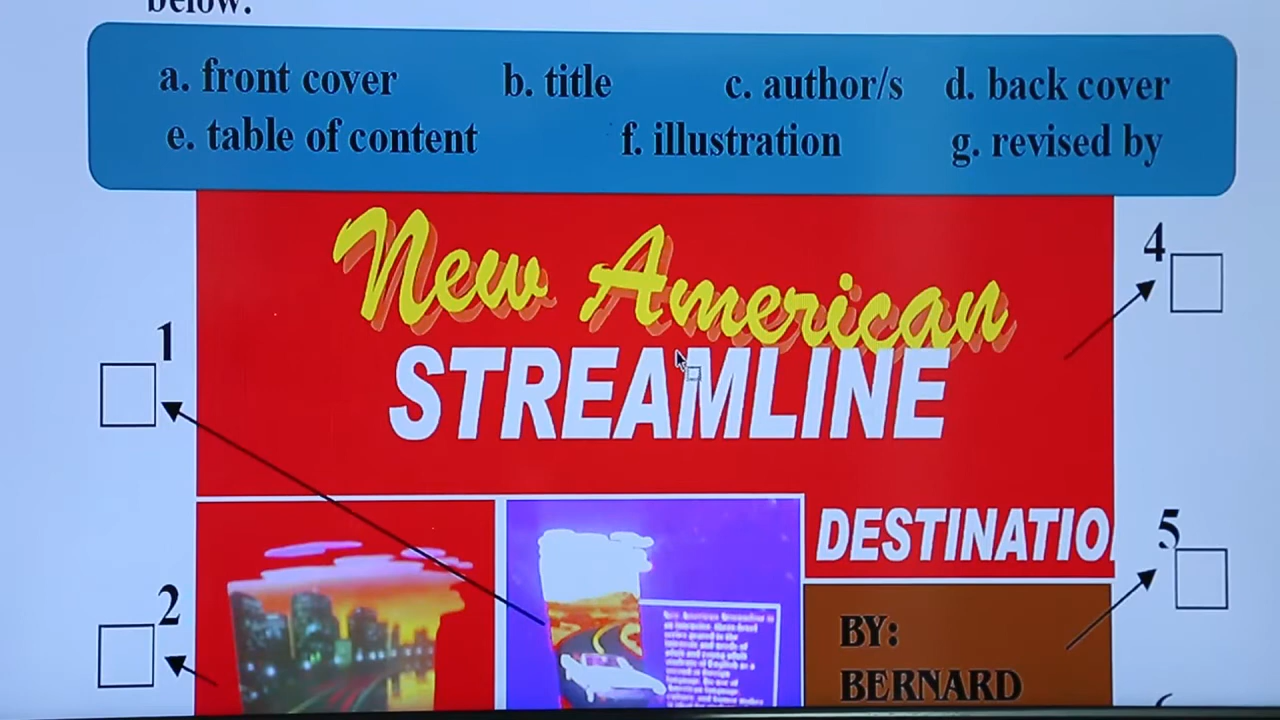 below.
a. front cover b. title c. author/s d. back cover
e. table of content f. illustration g. revised by
4
New American
1
STREAMLINE
DESTINATIO
5
2
BY:
BERNARD